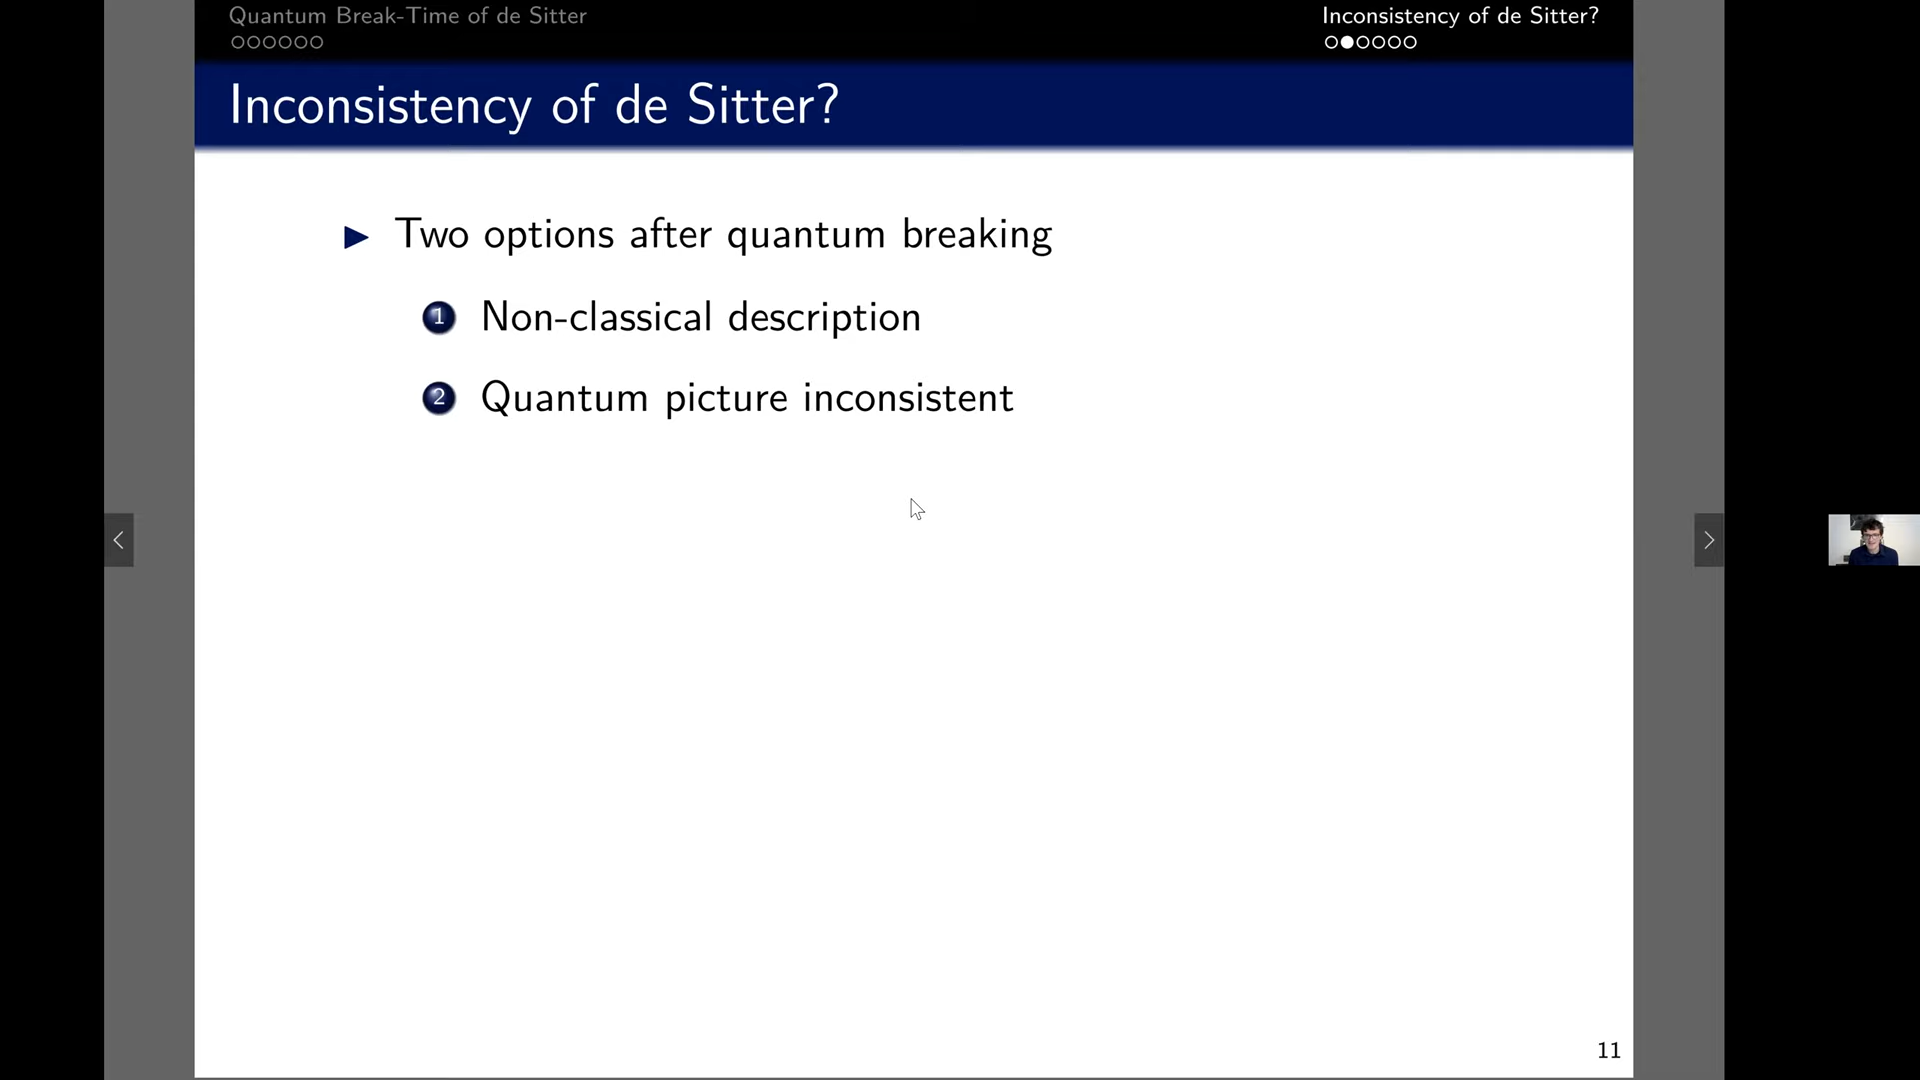 Quantum Break-Time of de Sitter
Inconsistency of de Sitter?
Inconsistency of de Sitter?
Two options after quantum breaking
1 Non-classical description
2 Quantum picture inconsistent
11